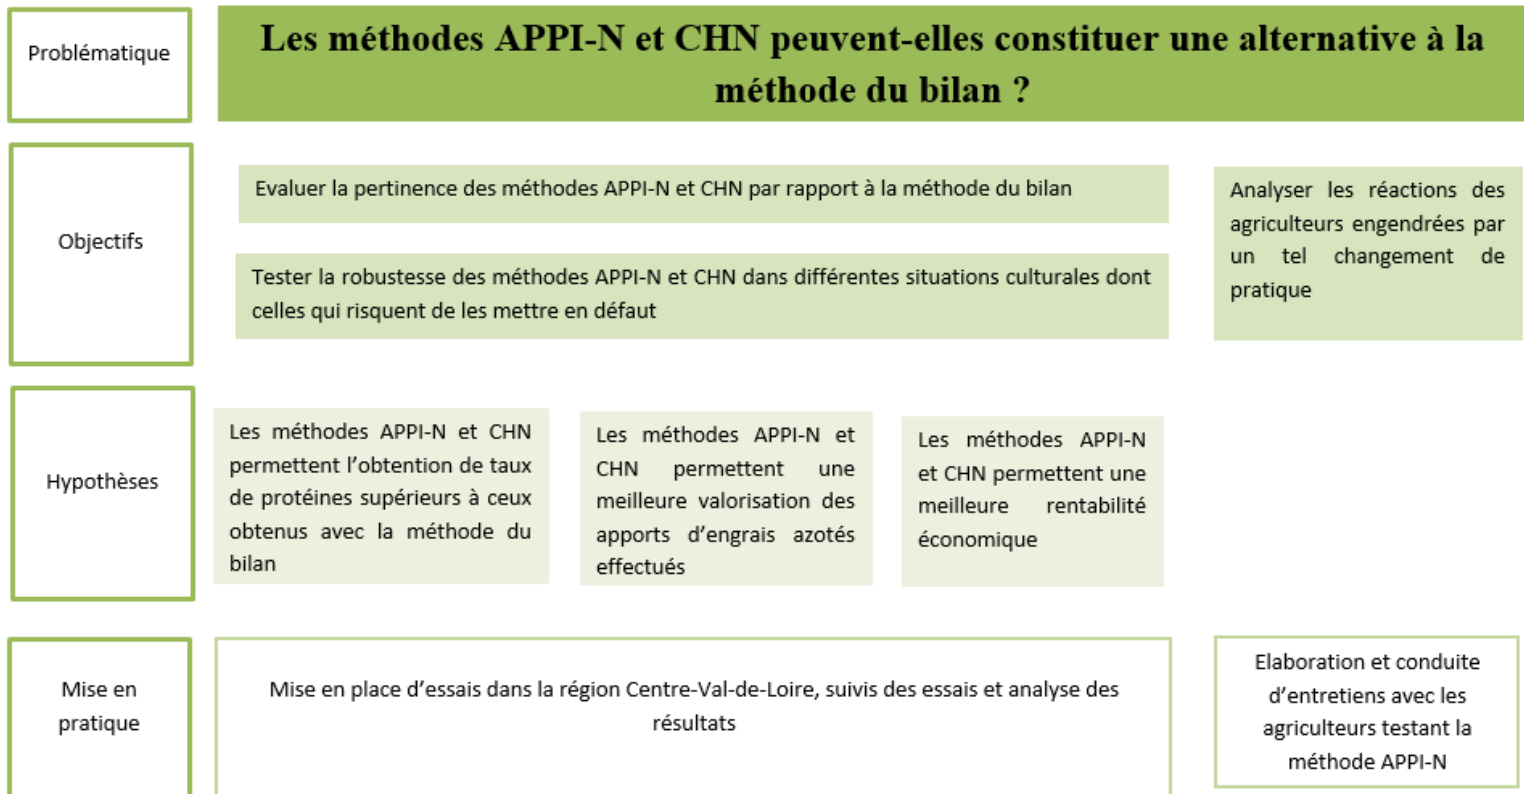 Problématique
Les méthodes APPI-N et CHN peuvent-elles constituer une alternative à la
méthode du bilan ?
Objectifs
Evaluer la pertinence des méthodes APPI-N et CHN par rapport à la méthode du bilan
Tester la robustesse des méthodes APPI-N et CHN dans différentes situations culturales dont
celles qui risquent de les mettre en défaut
Analyser les réactions des
agriculteurs engendrées par
un tel changement de
pratique
Hypothèses
Les méthodes APPI-N et CHN
permettent l’obtention de taux
de protéines supérieurs à ceux
obtenus avec la méthode du
bilan
Les méthodes APPI-N et
CHN permettent une
meilleure valorisation des
apports d’engrais azotés
effectués
Les méthodes APPI-N
et CHN permettent une
meilleure rentabilité
économique
Mise en
pratique
Mise en place d’essais dans la région Centre-Val-de-Loire, suivis des essais et analyse des
résultats
Elaboration et conduite
d’entretiens avec les
agriculteurs testant la
méthode APPI-N